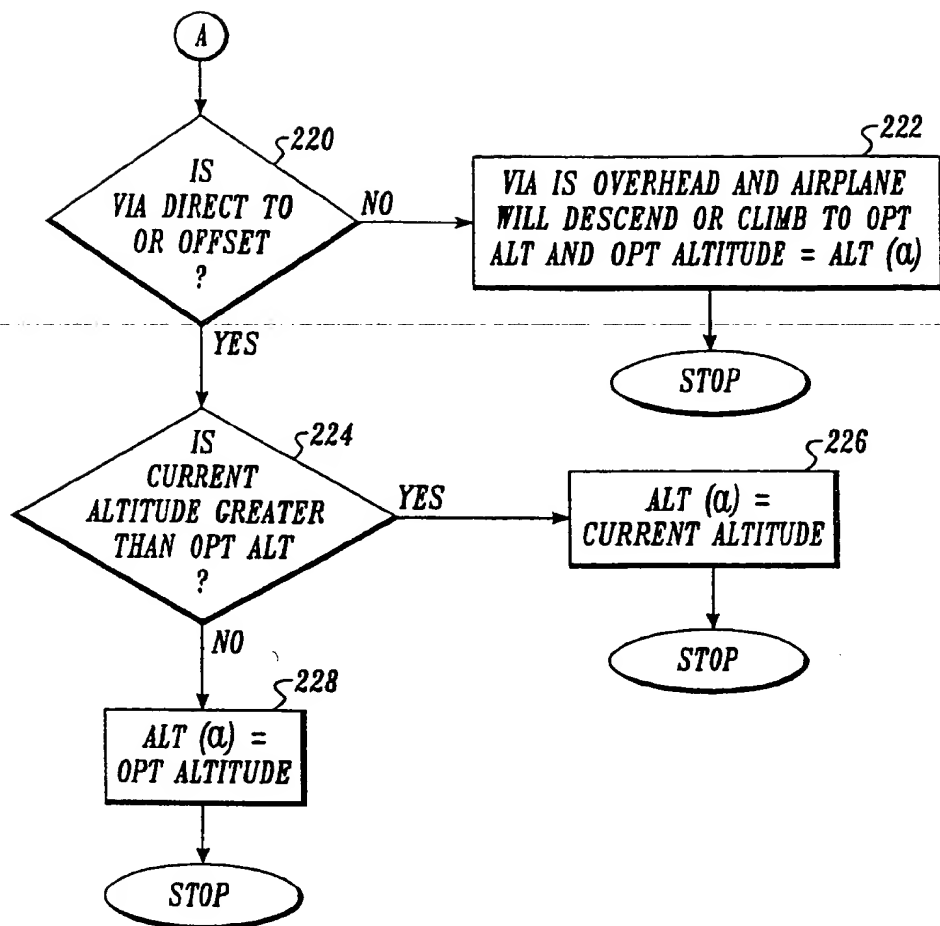 A
220
IS
VIA DIRECT TO
OR OFFSET
?
NO
222
VIA IS OVERHEAD AND AIRPLANE
WILL DESCEND OR CLIMB TO OPT
ALT AND OPT ALTITUDE = ALT (a)
STOP
YES
224
IS
CURRENT
ALTITUDE GREATER
THAN OPT ALT
?
YES
226
ALT (a) =
CURRENT ALTITUDE
STOP
NO
228
ALT (a) =
OPT ALTITUDE
STOP